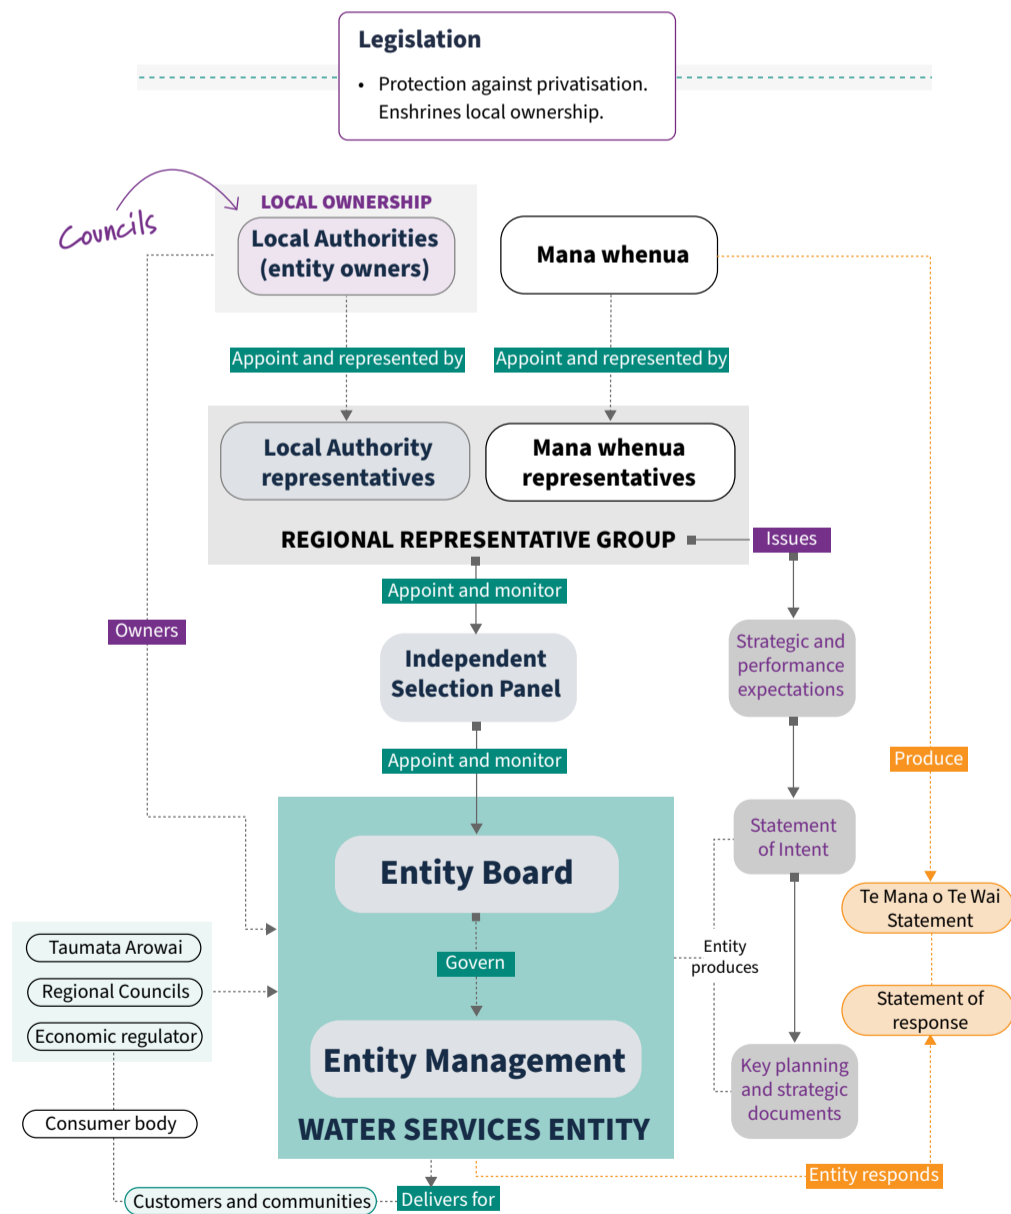 Legislation
• Protection against privatisation.
Enshrines local ownership.
Councils
LOCAL OWNERSHIP
Local Authorities
(entity owners)
Mana whenua
Appoint and represented by
Appoint and represented by
Local Authority
representatives
Mana whenua
representatives
REGIONAL REPRESENTATIVE GROUP
Issues
Appoint and monitor
Owners
Independent
Selection Panel
Strategic and
performance
expectations
Appoint and monitor
Produce
Statement
of Intent
Entity Board
Te Mana o Te Wai
Statement
Taumata Arowai
Regional Councils
Economic regulator
Govern
Entity
produces
Statement of
response
Entity Management
Key planning
and strategic
documents
WATER SERVICES ENTITY
Consumer body
Entity responds
Customers and communities
Delivers for